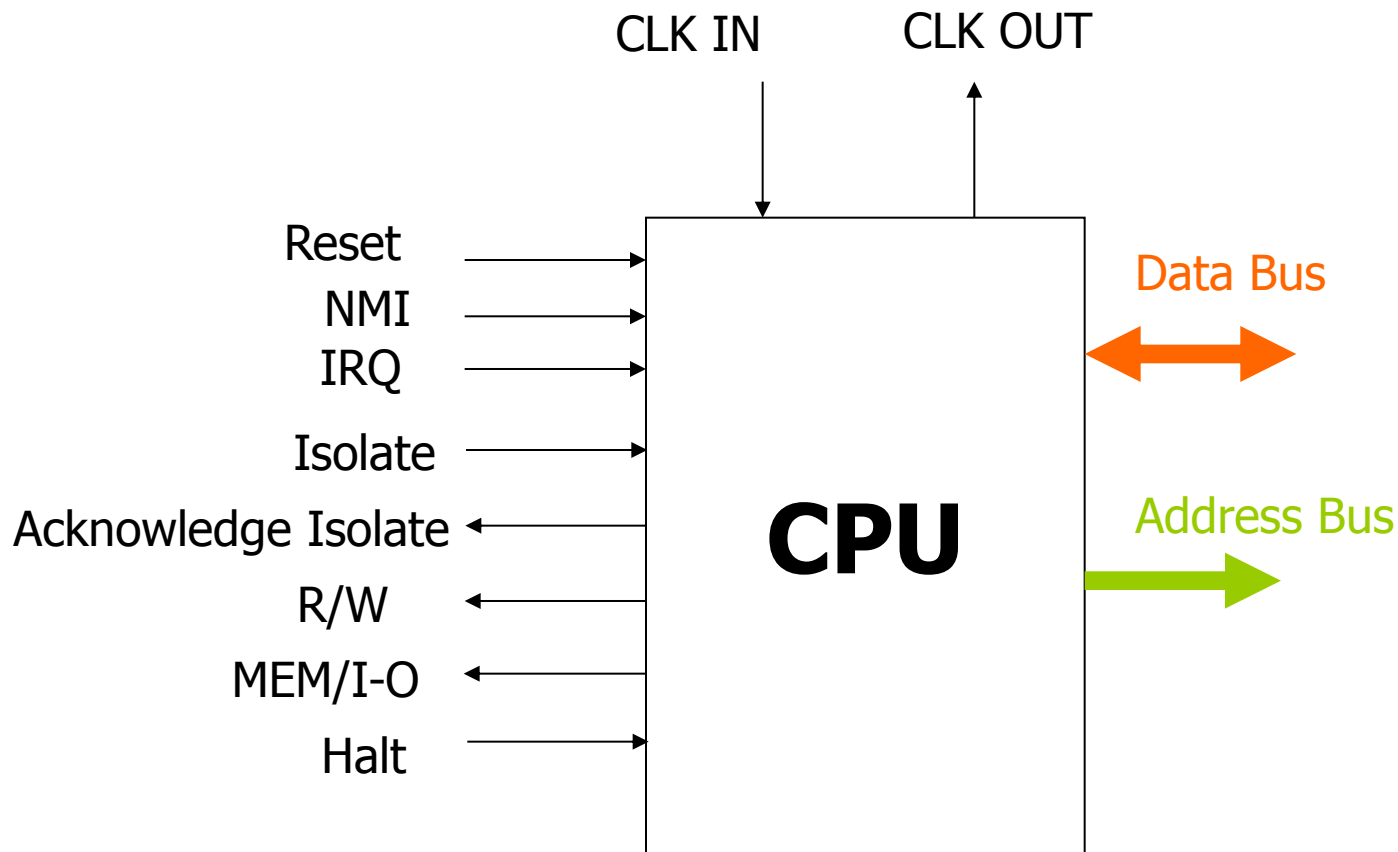 CLK IN
CLK OUT
Reset
NMI
IRQ
Isolate
Acknowledge Isolate
R/W
MEM/I-O
Halt
CPU
Data Bus
Address Bus